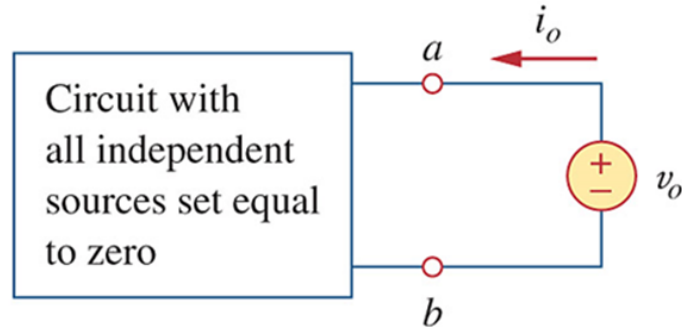 i_o
a
Circuit with
all independent
sources set equal
to zero
+
−
v_o
b